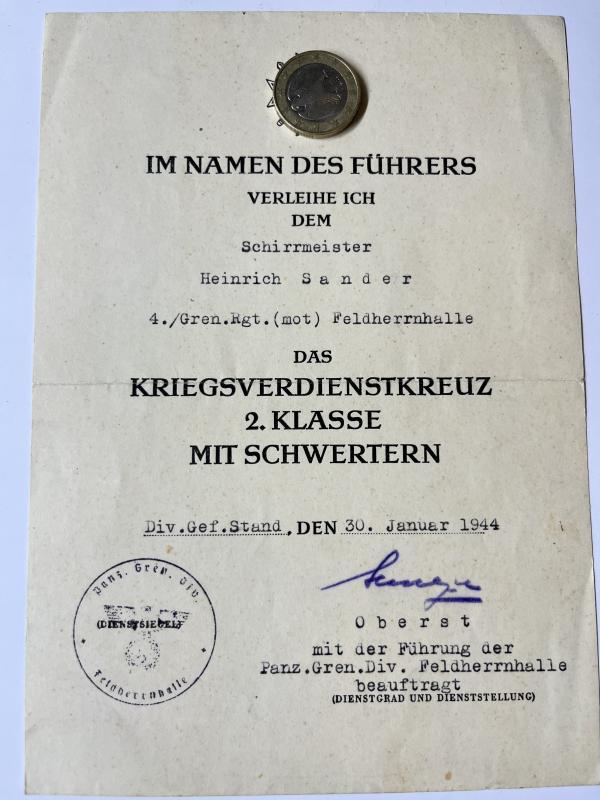 IM NAMEN DES FÜHRERS
VERLEIHE ICH
DEM
Schirrmeister
Heinrich Sander
4./Gren.Rgt.(mot) Feldherrnhalle
DAS
KRIEGSVERDIENSTKREUZ
2. KLASSE
MIT SCHWERTERN
Div.Gef.Stand, DEN 30. Januar 1944
Panz. Gren. Div.
(DIENSTSIEGEL)
Feldherrnhalle
Oberst
mit der Führung der
Panz.Gren.Div. Feldherrnhalle
beauftragt
(DIENSTGRAD UND DIENSTSTELLUNG)